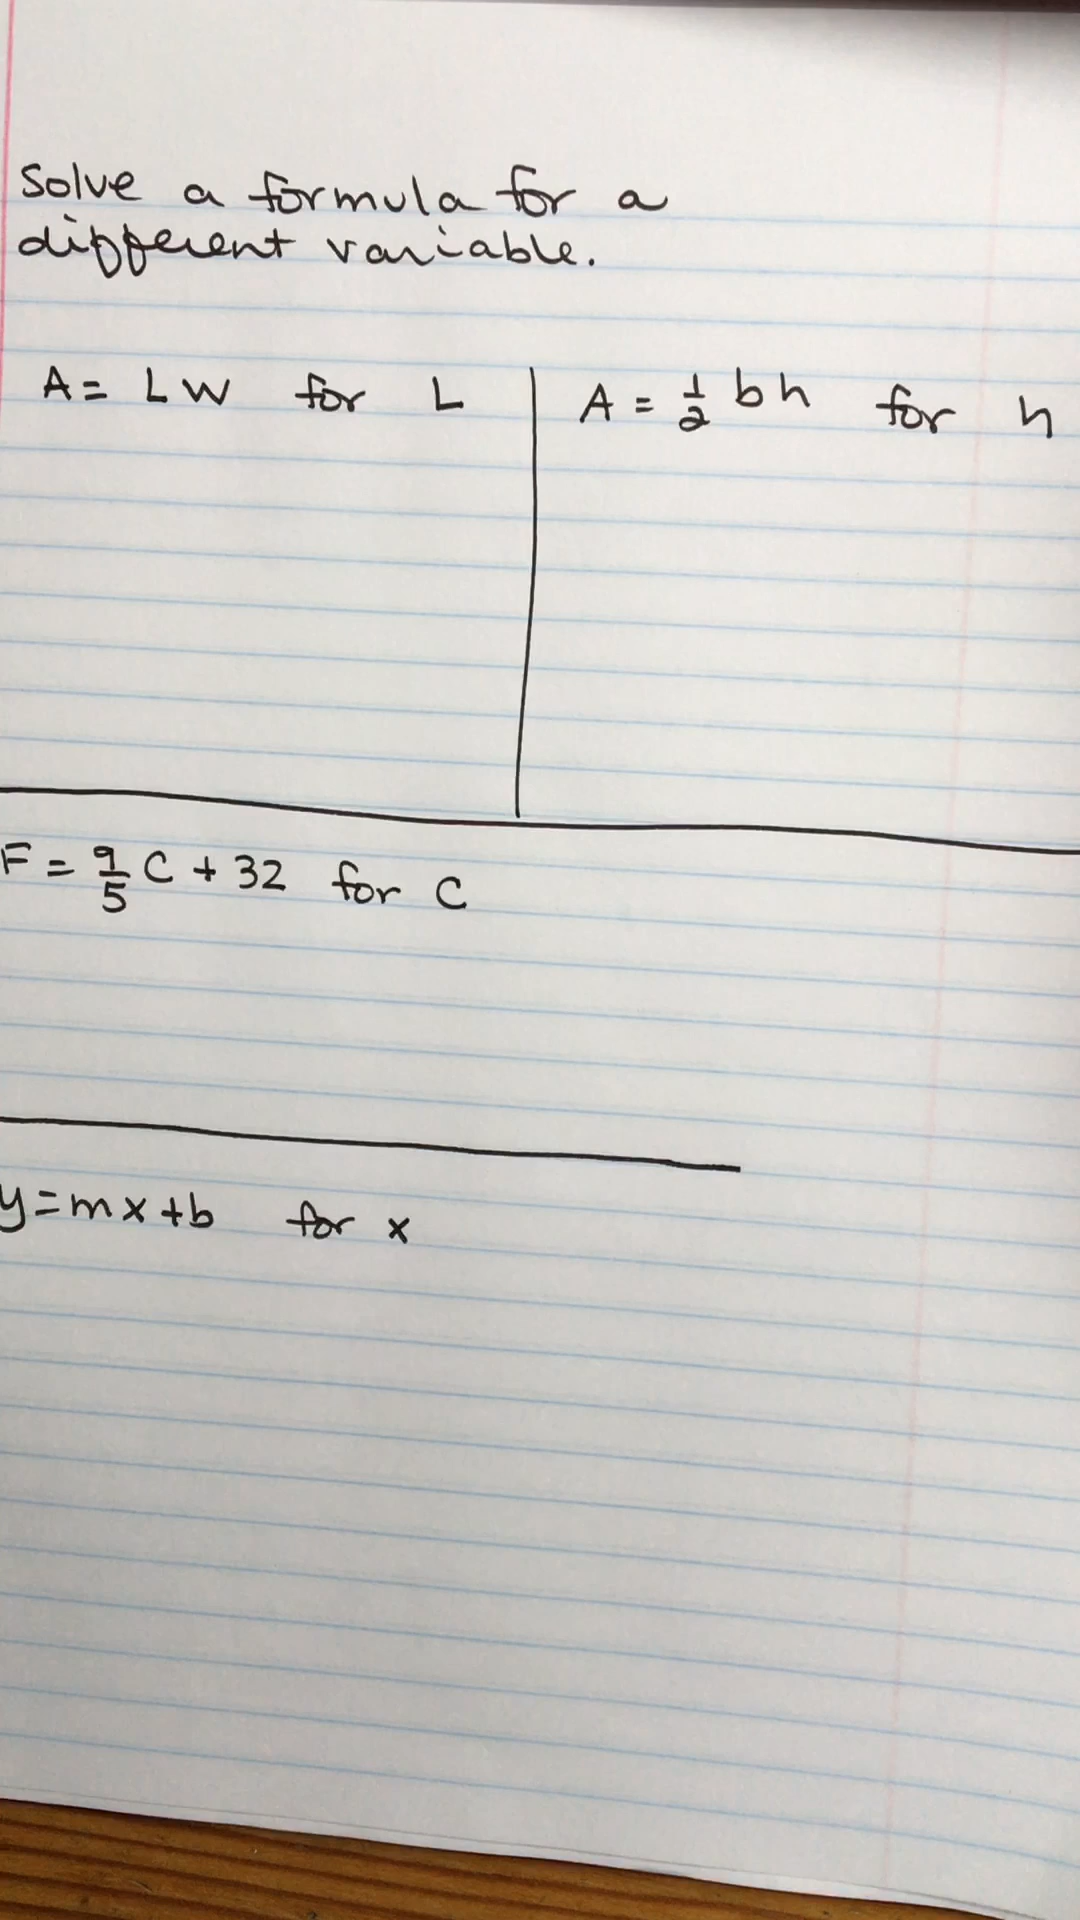 Solve a formula for a
different variable.
A = LW for L
A = 1/2 bh for h
F = 9/5 C + 32 for C
y = mx + b for x